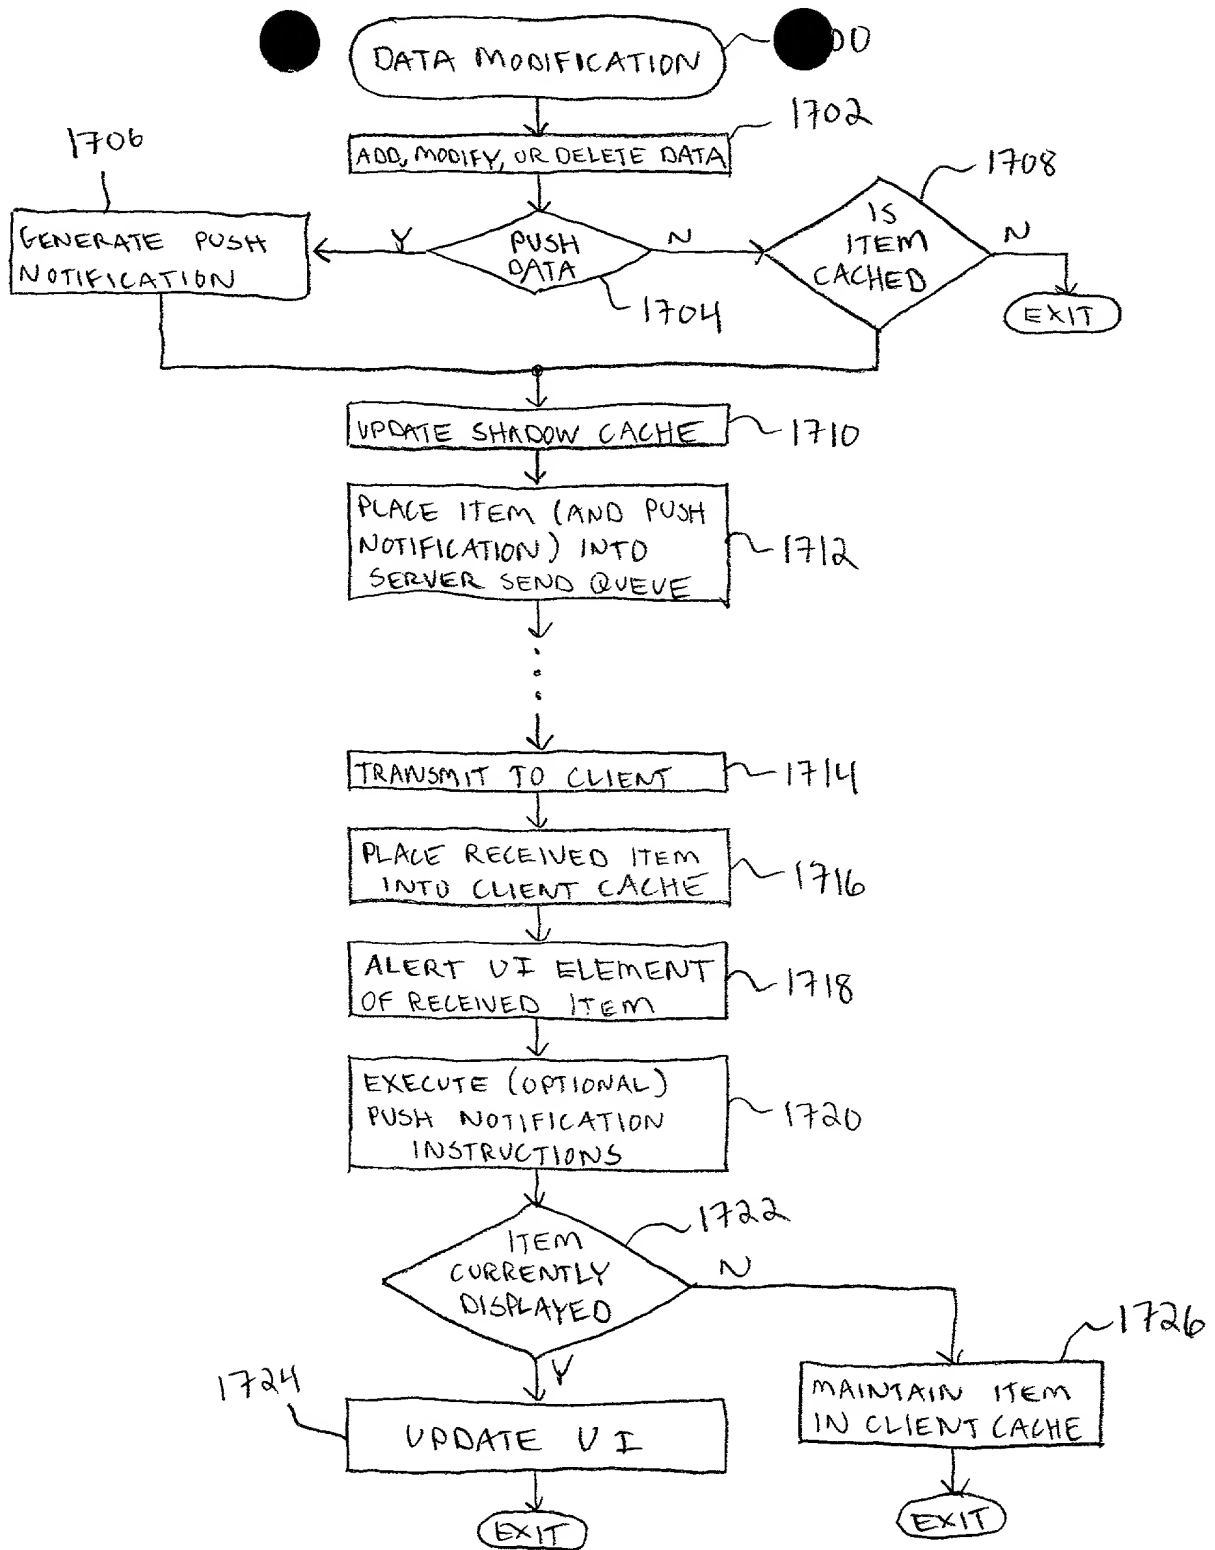 DATA MODIFICATION
00
1702
ADD, MODIFY, OR DELETE DATA
1706
1708
GENERATE PUSH
NOTIFICATION
Y
PUSH
DATA
N
1704
IS
ITEM
CACHED
N
EXIT
UPDATE SHADOW CACHE
1710
PLACE ITEM (AND PUSH
NOTIFICATION) INTO
SERVER SEND QUEUE
1712
TRANSMIT TO CLIENT
1714
PLACE RECEIVED ITEM
INTO CLIENT CACHE
1716
ALERT UI ELEMENT
OF RECEIVED ITEM
1718
EXECUTE (OPTIONAL)
PUSH NOTIFICATION
INSTRUCTIONS
1720
ITEM
CURRENTLY
DISPLAYED
1722
N
Y
1724
UPDATE UI
EXIT
1726
MAINTAIN ITEM
IN CLIENT CACHE
EXIT